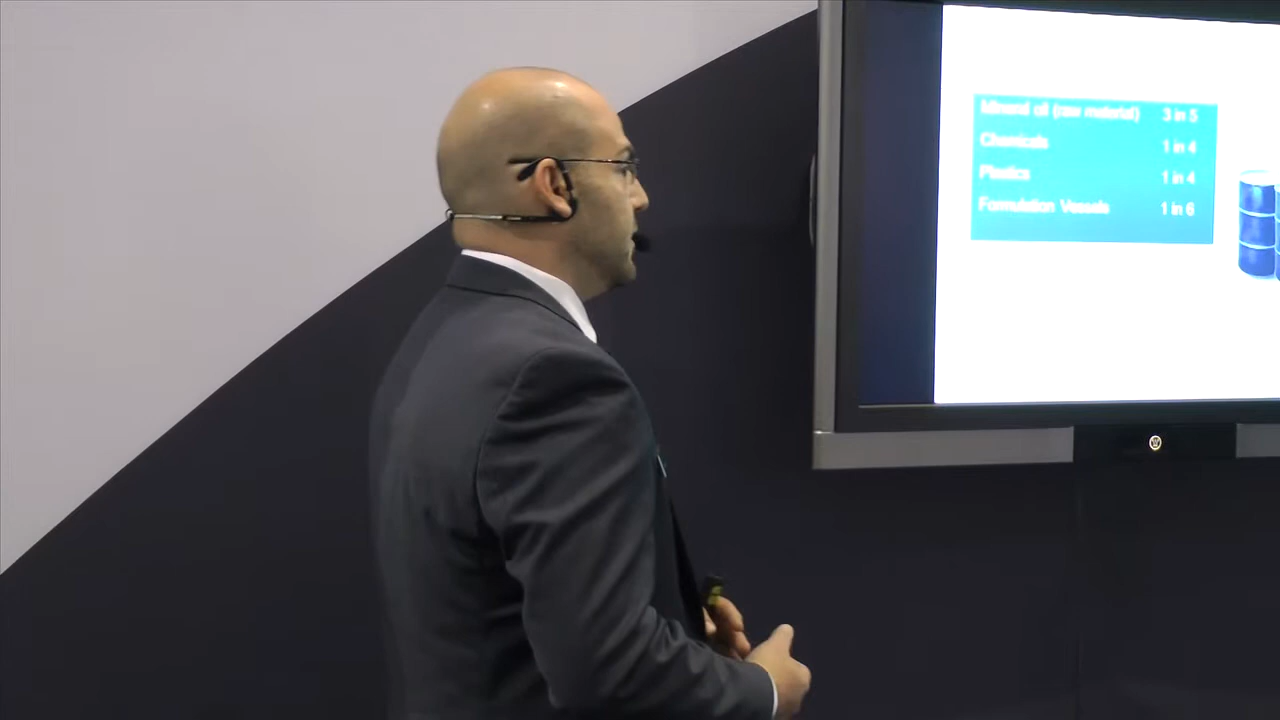 Mineral oil (raw material) 3 in 5
Chemicals 1 in 4
Plastics 1 in 4
Formulation Vessels 1 in 6